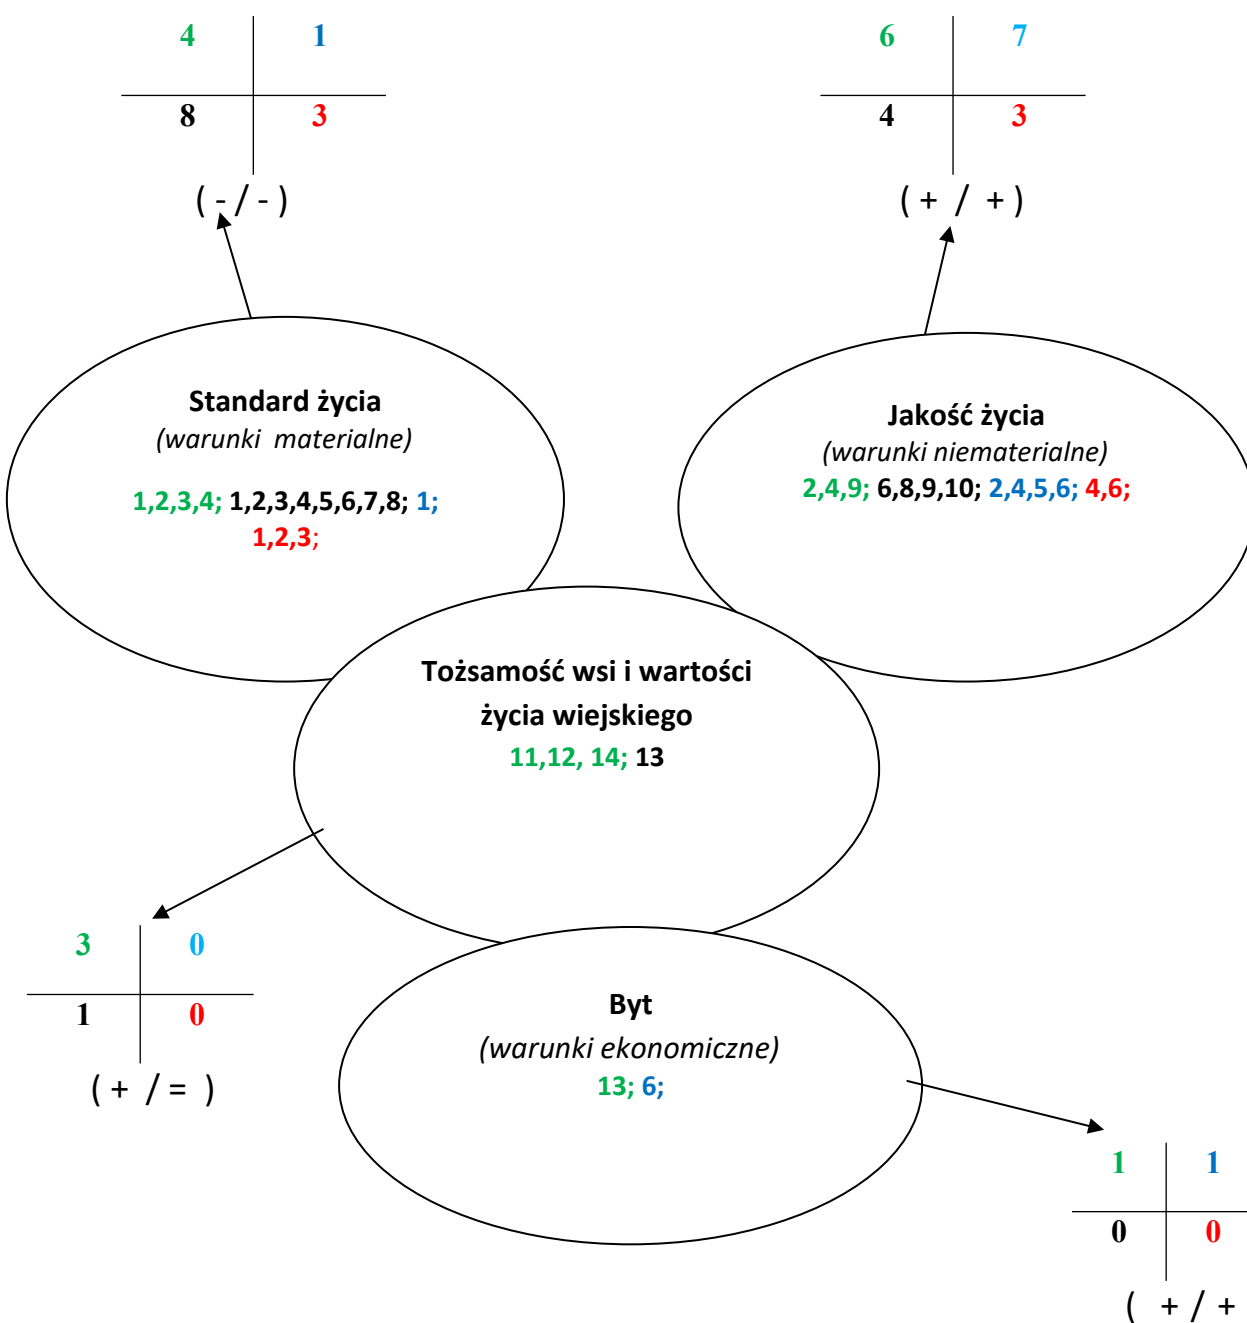 4 1
8 3
( - / - )
6 7
4 3
( + / + )
Standard życia
(warunki materialne)
1,2,3,4; 1,2,3,4,5,6,7,8; 1;
1,2,3;
Jakość życia
(warunki niematerialne)
2,4,9; 6,8,9,10; 2,4,5,6; 4,6;
Tożsamość wsi i wartości
życia wiejskiego
11,12, 14; 13
3 0
1 0
( + / = )
Byt
(warunki ekonomiczne)
13; 6;
1 1
0 0
( + / +